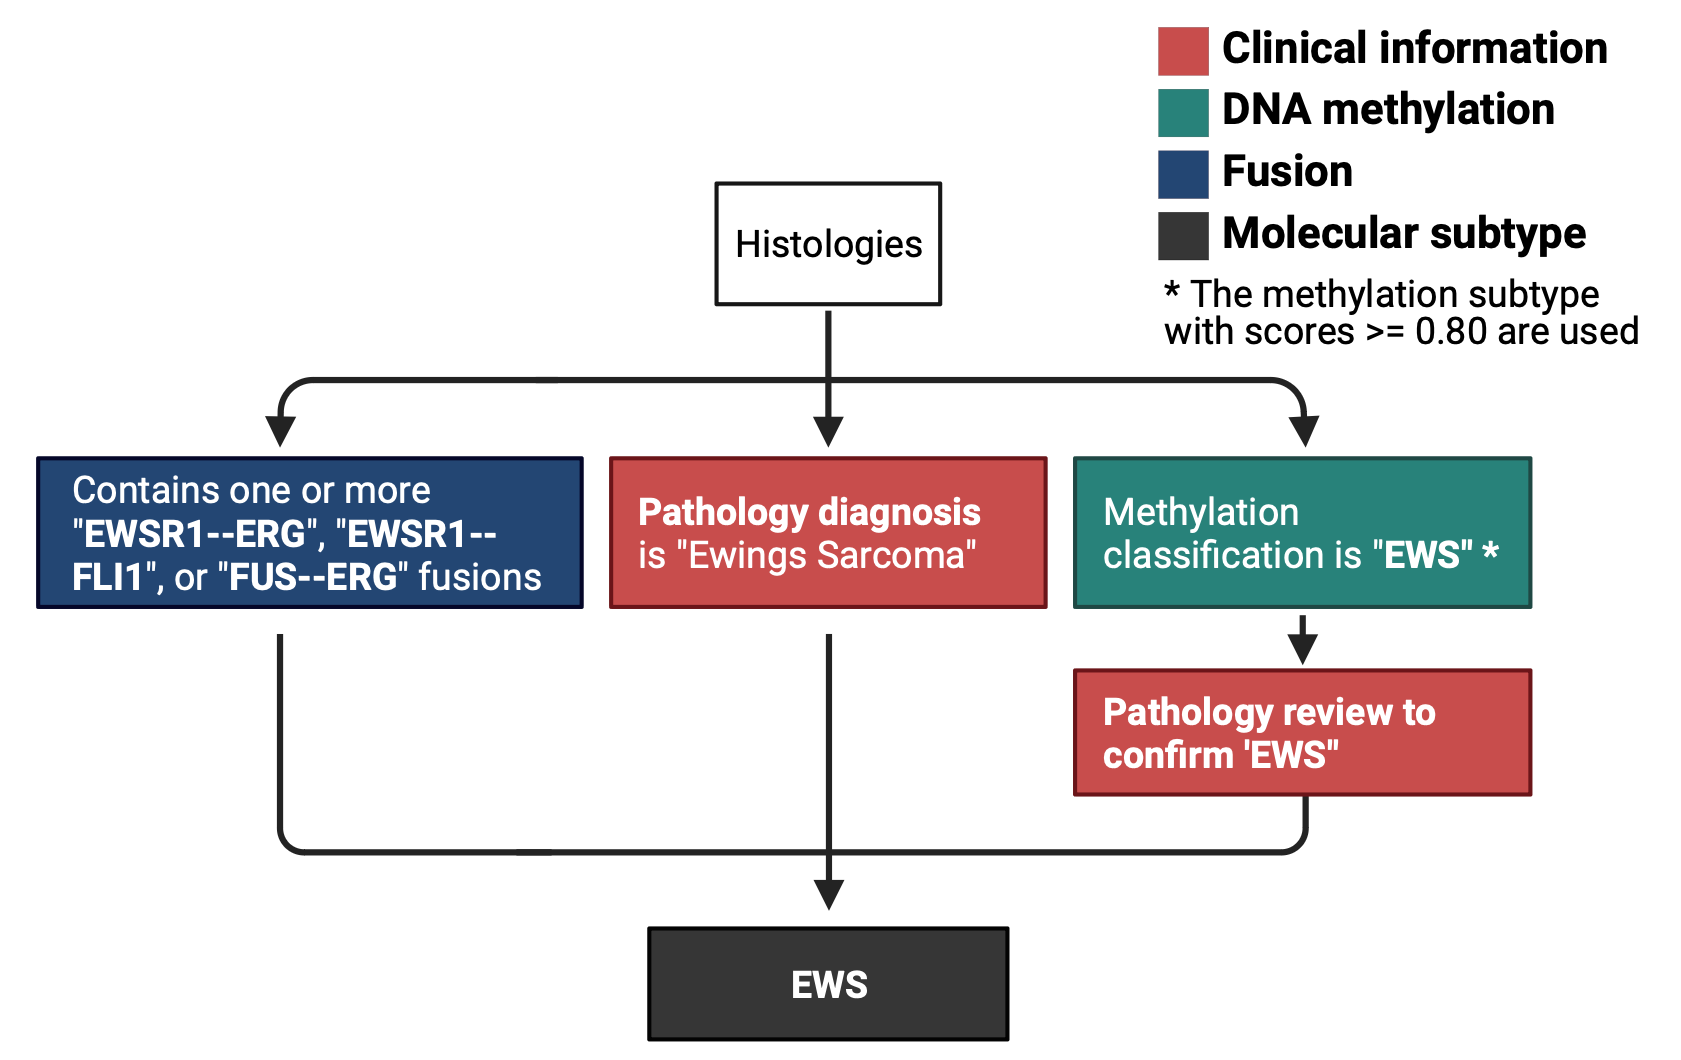 Clinical information
DNA methylation
Fusion
Molecular subtype
* The methylation subtype
with scores >= 0.80 are used
Histologies
Contains one or more
"EWSR1--ERG", "EWSR1--
FLI1", or "FUS--ERG" fusions
Pathology diagnosis
is "Ewings Sarcoma"
Methylation
classification is "EWS" *
Pathology review to
confirm 'EWS"
EWS